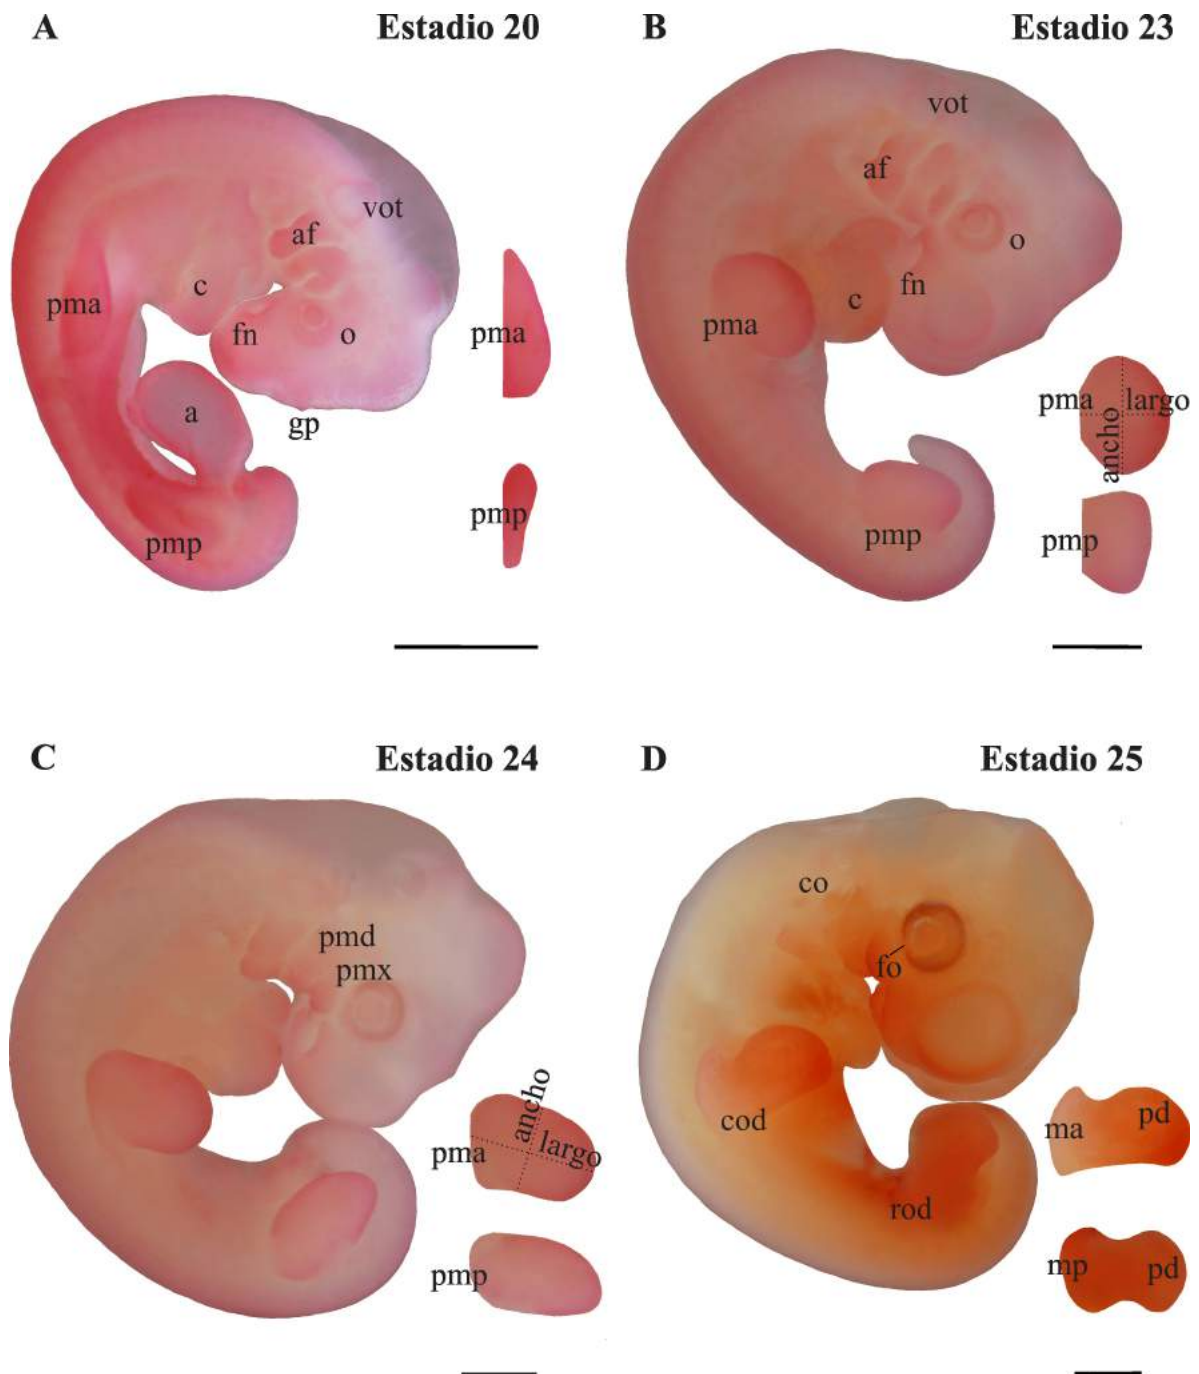 A Estadio 20
vot
af
c
pma
fn
o
pma
a
gp
pmp
pmp
B Estadio 23
vot
af
o
fn
c
pma
pma
largo
ancho
pmp
pmp
C Estadio 24
pmd
pmx
ancho
pma
largo
pmp
D Estadio 25
co
fo
cod
pd
ma
rod
mp
pd